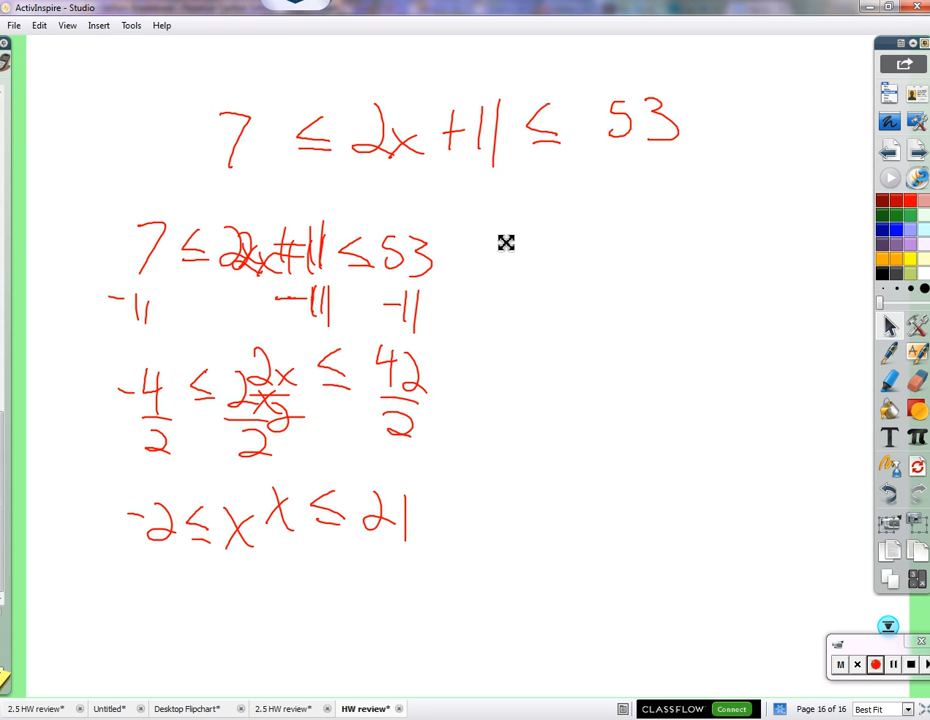 ActivInspire - Studio
File Edit View Insert Tools Help
7 ≤ 2x + 11 ≤ 53
7 ≤ 2x + 11 ≤ 53
-11 -11 -11
-4 ≤ 2x 2x ≤ 42
2 2 2 2
-2 ≤ x x ≤ 21
M
2.5 HW review* Untitled* Desktop Flipchart* 2.5 HW review* HW review* CLASSFLOW Connect Page 16 of 16 Best Fit